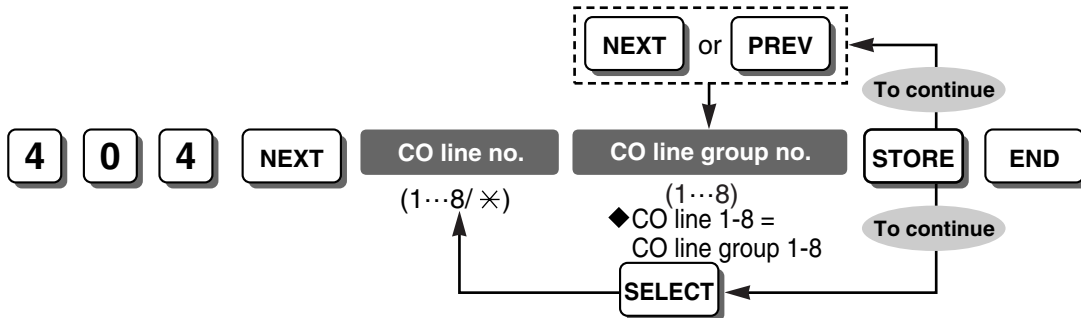 NEXT or PREV
To continue
4 0 4 NEXT CO line no. CO line group no. STORE END
(1···8/ ✳) (1···8)
◆CO line 1-8 =
CO line group 1-8
To continue
SELECT